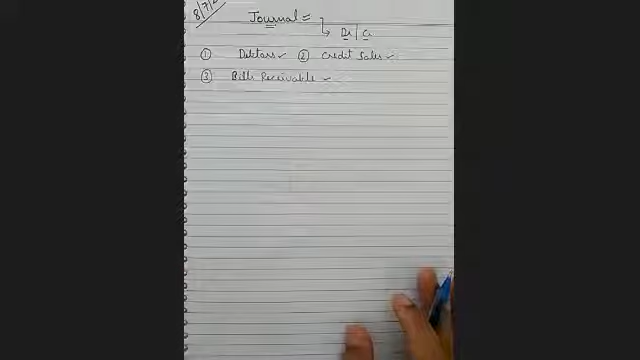 8/7/2
Journal =
→ Dr | Cr
① Debtors ✓ ② Credit Sales ✓
③ Bills Receivable ✓